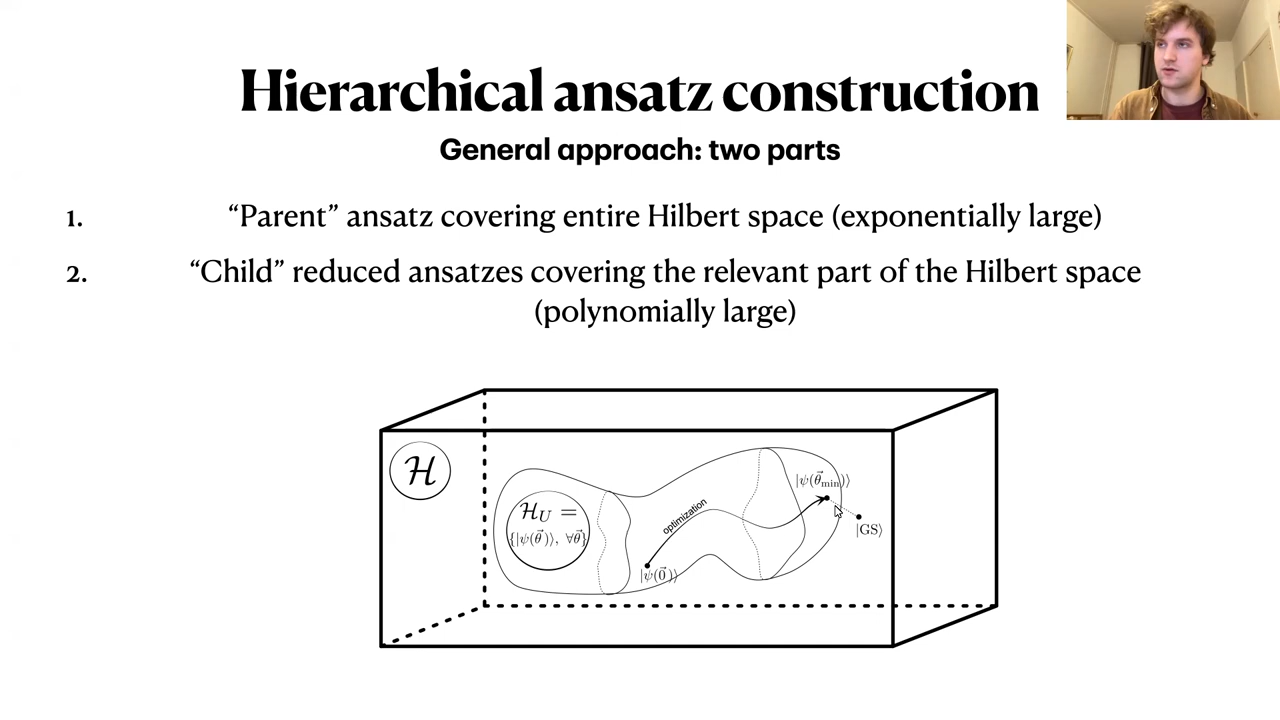 Hierarchical ansatz construction
General approach: two parts
1. “Parent” ansatz covering entire Hilbert space (exponentially large)
2. “Child” reduced ansatzes covering the relevant part of the Hilbert space
(polynomially large)
ℋ
ℋ_U =
{|ψ(θ⃗)⟩, ∀θ⃗}
optimization
|ψ(θ⃗_min)⟩
|GS⟩
|ψ(0⃗)⟩